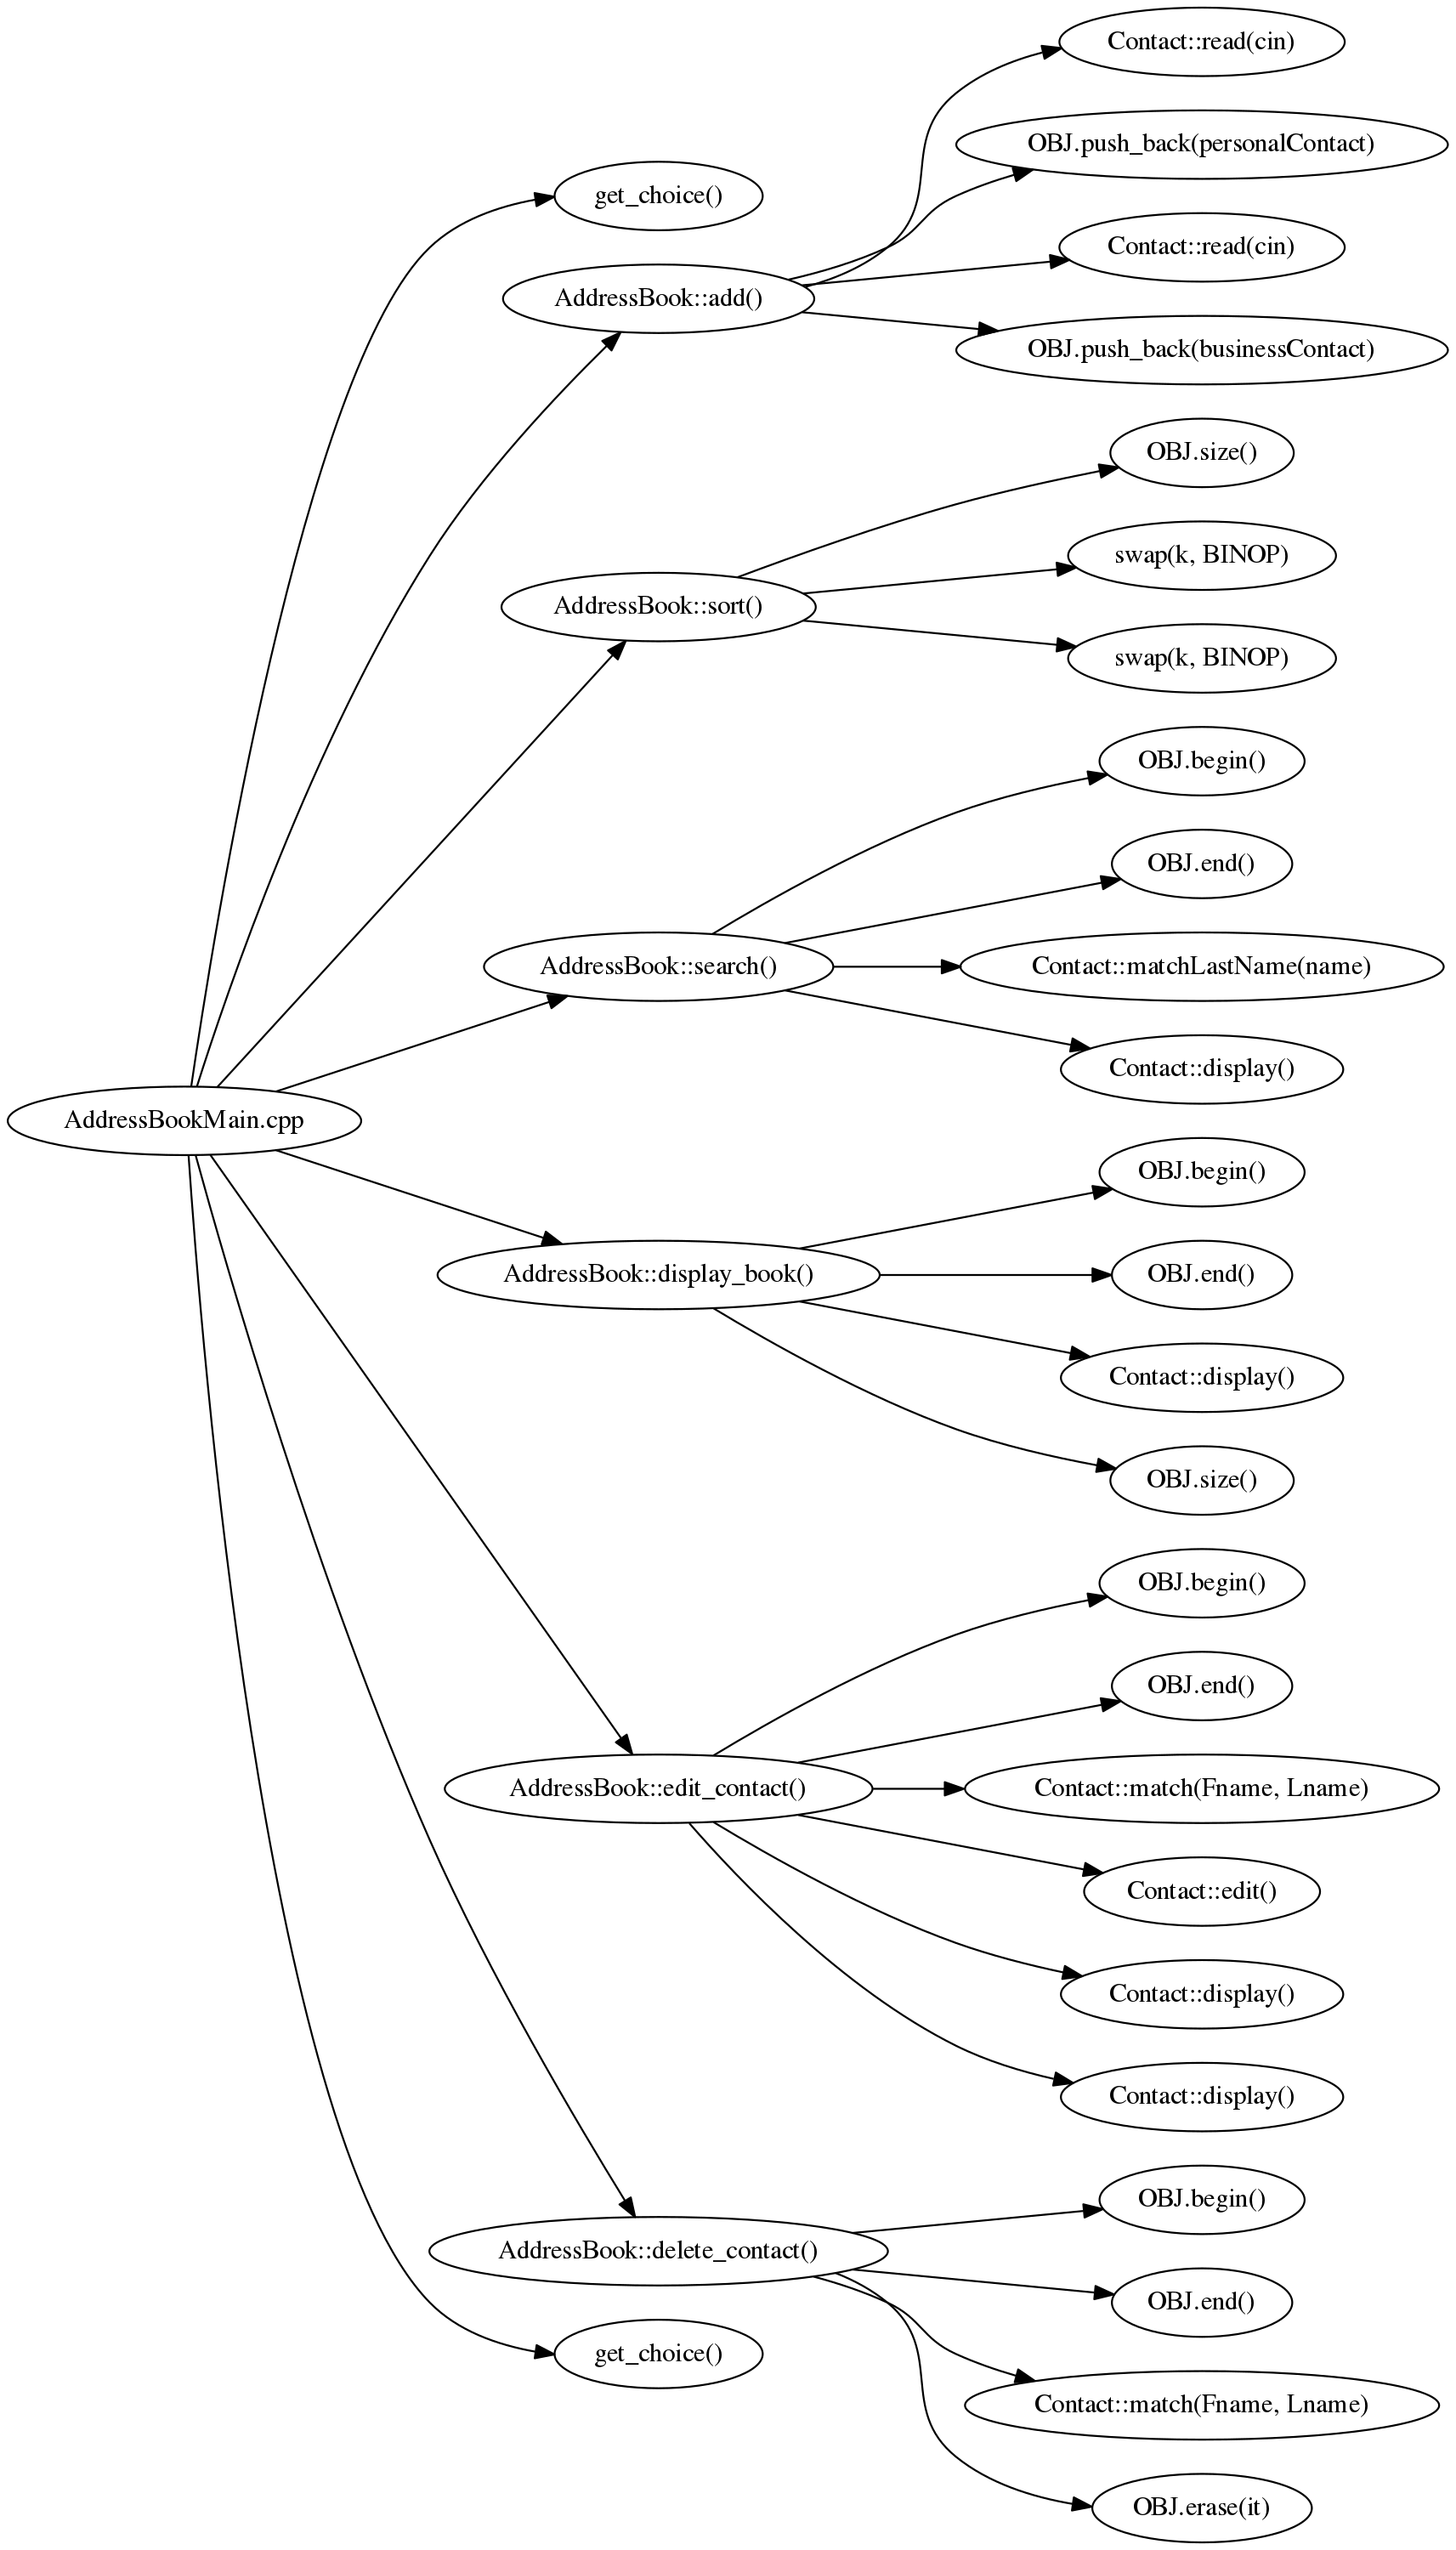 Contact::read(cin)
OBJ.push_back(personalContact)
get_choice()
Contact::read(cin)
AddressBook::add()
OBJ.push_back(businessContact)
OBJ.size()
swap(k, BINOP)
AddressBook::sort()
swap(k, BINOP)
OBJ.begin()
OBJ.end()
AddressBook::search()
Contact::matchLastName(name)
Contact::display()
AddressBookMain.cpp
OBJ.begin()
AddressBook::display_book()
OBJ.end()
Contact::display()
OBJ.size()
OBJ.begin()
OBJ.end()
AddressBook::edit_contact()
Contact::match(Fname, Lname)
Contact::edit()
Contact::display()
Contact::display()
OBJ.begin()
AddressBook::delete_contact()
OBJ.end()
get_choice()
Contact::match(Fname, Lname)
OBJ.erase(it)